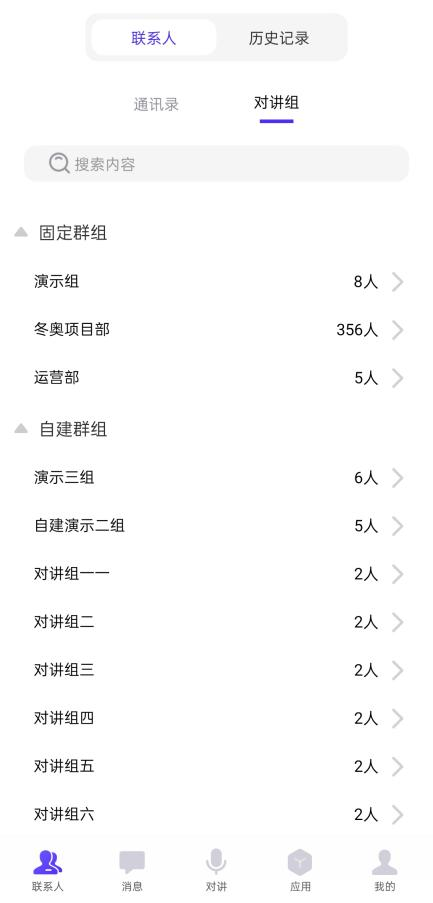 联系人 历史记录
通讯录 对讲组
搜索内容
固定群组
演示组 8人
冬奥项目部 356人
运营部 5人
自建群组
演示三组 6人
自建演示二组 5人
对讲组一一 2人
对讲组二 2人
对讲组三 2人
对讲组四 2人
对讲组五 2人
对讲组六 2人
联系人 消息 对讲 应用 我的